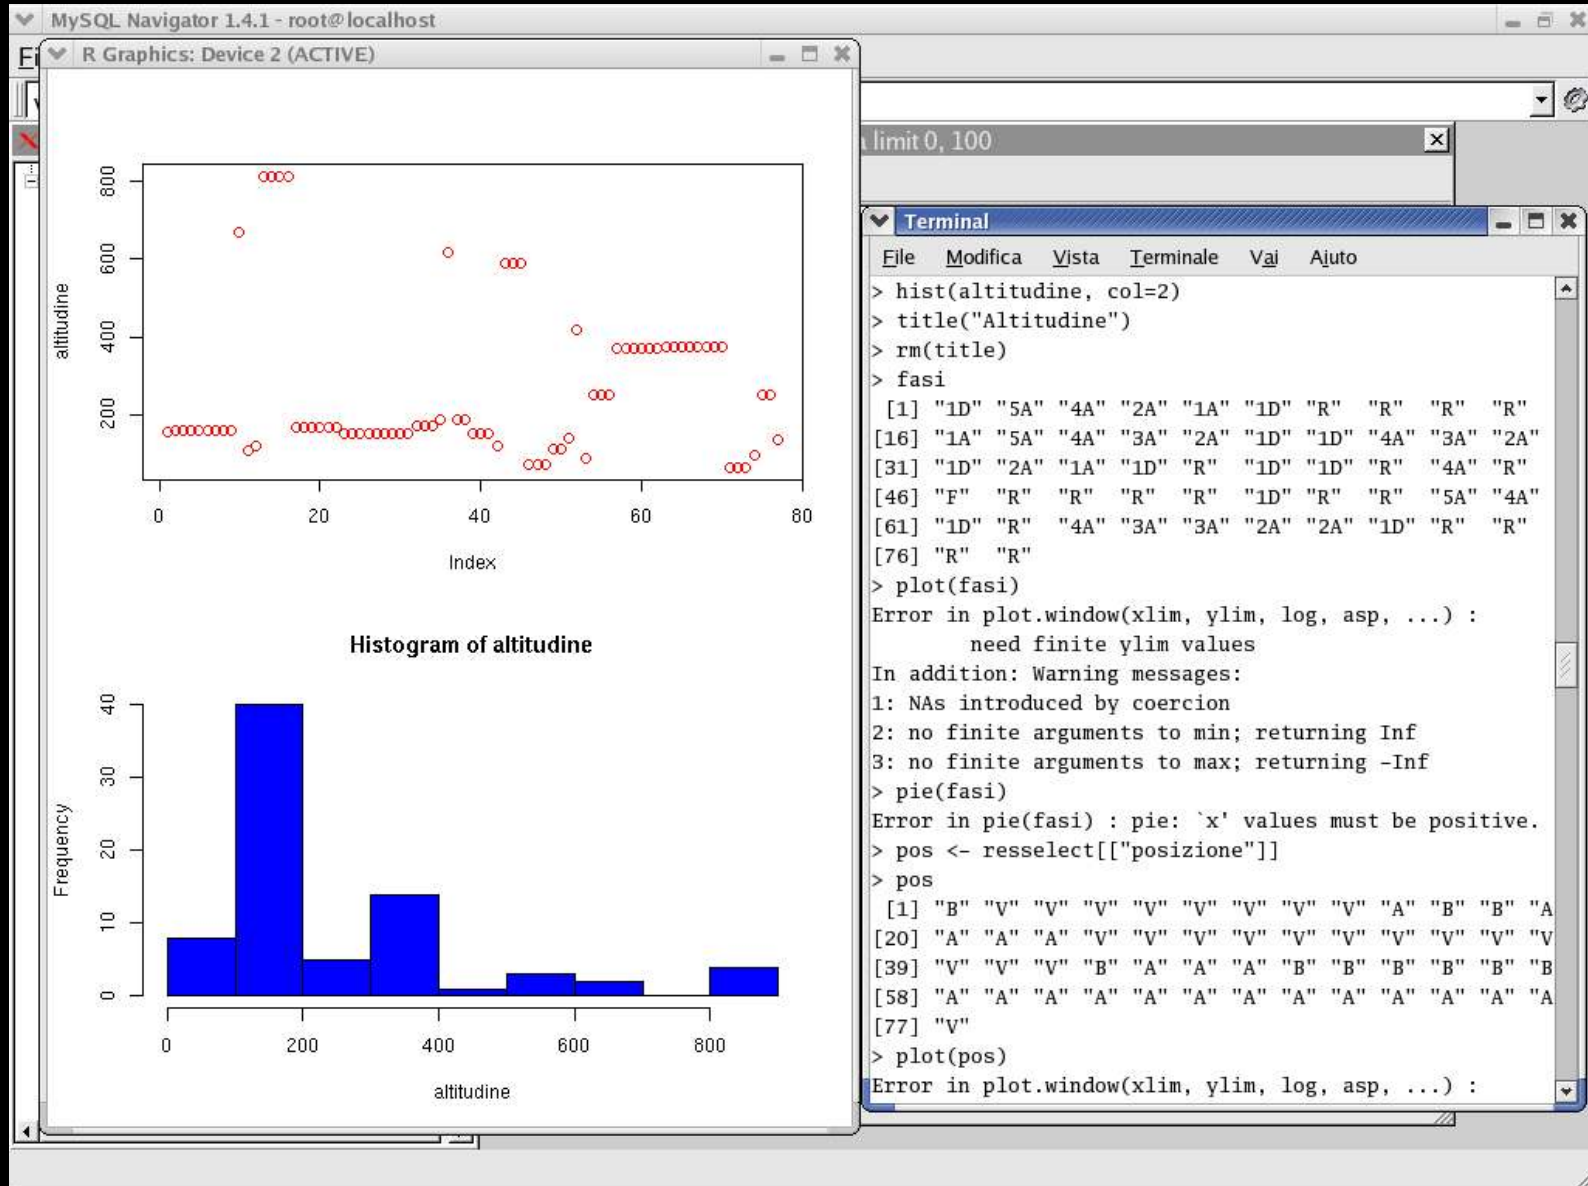 MySQL Navigator 1.4.1 - root@localhost
R Graphics: Device 2 (ACTIVE)
limit 0, 100
800
600
400
200
altitudine
0 20 40 60 80
Index
Histogram of altitudine
40
30
20
10
0
Frequency
0 200 400 600 800
altitudine
Terminal
File Modifica Vista Terminale Vai Aiuto
> hist(altitudine, col=2)
> title("Altitudine")
> rm(title)
> fasi
[1] "1D" "5A" "4A" "2A" "1A" "1D" "R" "R" "R" "R"
[16] "1A" "5A" "4A" "3A" "2A" "1D" "1D" "4A" "3A" "2A"
[31] "1D" "2A" "1A" "1D" "R" "1D" "1D" "R" "4A" "R"
[46] "F" "R" "R" "R" "R" "1D" "R" "R" "5A" "4A"
[61] "1D" "R" "4A" "3A" "3A" "2A" "2A" "1D" "R" "R"
[76] "R" "R"
> plot(fasi)
Error in plot.window(xlim, ylim, log, asp, ...) :
need finite ylim values
In addition: Warning messages:
1: NAs introduced by coercion
2: no finite arguments to min; returning Inf
3: no finite arguments to max; returning -Inf
> pie(fasi)
Error in pie(fasi) : pie: `x' values must be positive.
> pos <- resselect[["posizione"]]
> pos
[1] "B" "V" "V" "V" "V" "V" "V" "V" "V" "A" "B" "B" "A
[20] "A" "A" "A" "V" "V" "V" "V" "V" "V" "V" "V" "V" "V
[39] "V" "V" "V" "B" "A" "A" "A" "B" "B" "B" "B" "B" "B
[58] "A" "A" "A" "A" "A" "A" "A" "A" "A" "A" "A" "A" "A
[77] "V"
> plot(pos)
Error in plot.window(xlim, ylim, log, asp, ...) :